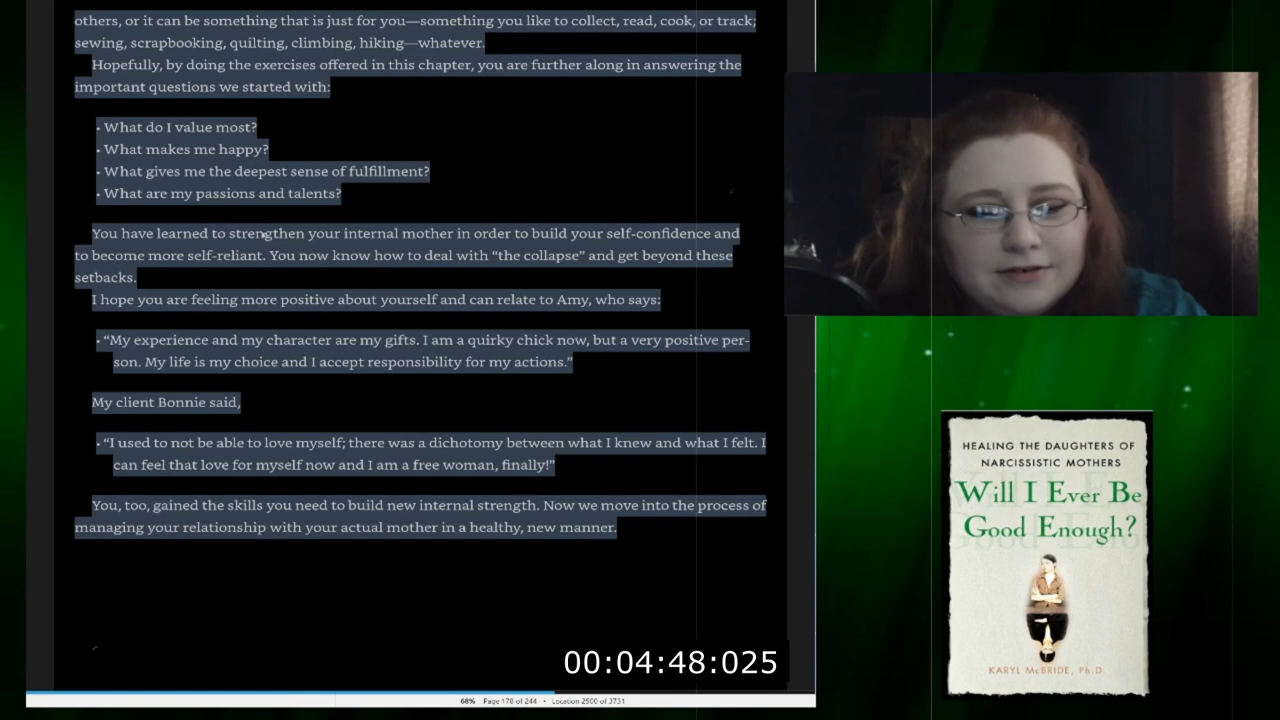 others, or it can be something that is just for you—something you like to collect, read, cook, or track;
sewing, scrapbooking, quilting, climbing, hiking—whatever.
Hopefully, by doing the exercises offered in this chapter, you are further along in answering the
important questions we started with:
• What do I value most?
• What makes me happy?
• What gives me the deepest sense of fulfillment?
• What are my passions and talents?
You have learned to strengthen your internal mother in order to build your self-confidence and
to become more self-reliant. You now know how to deal with “the collapse” and get beyond these
setbacks.
I hope you are feeling more positive about yourself and can relate to Amy, who says:
• “My experience and my character are my gifts. I am a quirky chick now, but a very positive per-
son. My life is my choice and I accept responsibility for my actions.”
My client Bonnie said,
• “I used to not be able to love myself; there was a dichotomy between what I knew and what I felt. I
can feel that love for myself now and I am a free woman, finally!”
You, too, gained the skills you need to build new internal strength. Now we move into the process of
managing your relationship with your actual mother in a healthy, new manner.
00:04:48:025
68% Page 178 of 244 • Location 2500 of 3731
HEALING THE DAUGHTERS OF
NARCISSISTIC MOTHERS
Will I Ever Be
Good Enough?
KARYL McBRIDE, Ph.D.